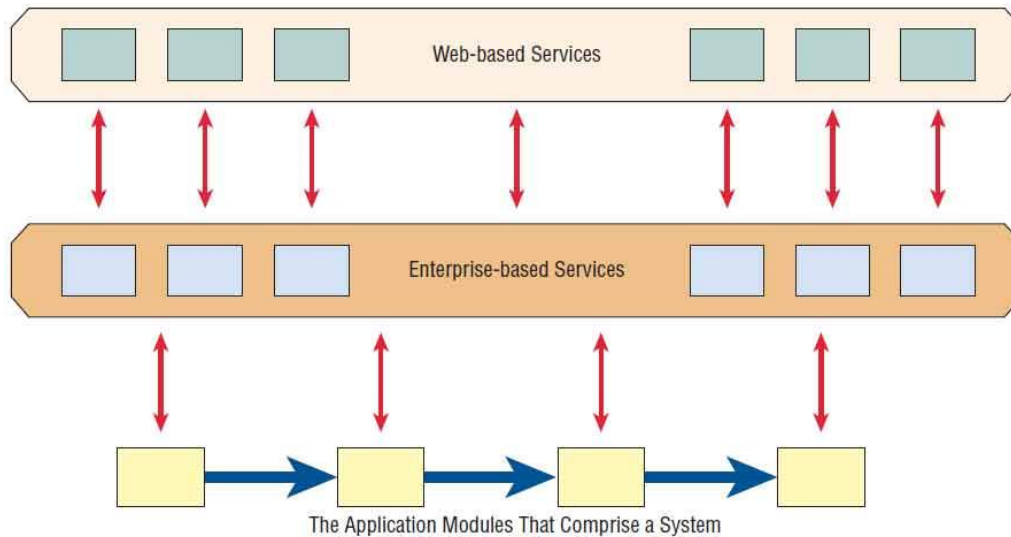 Web-based Services
Enterprise-based Services
The Application Modules That Comprise a System